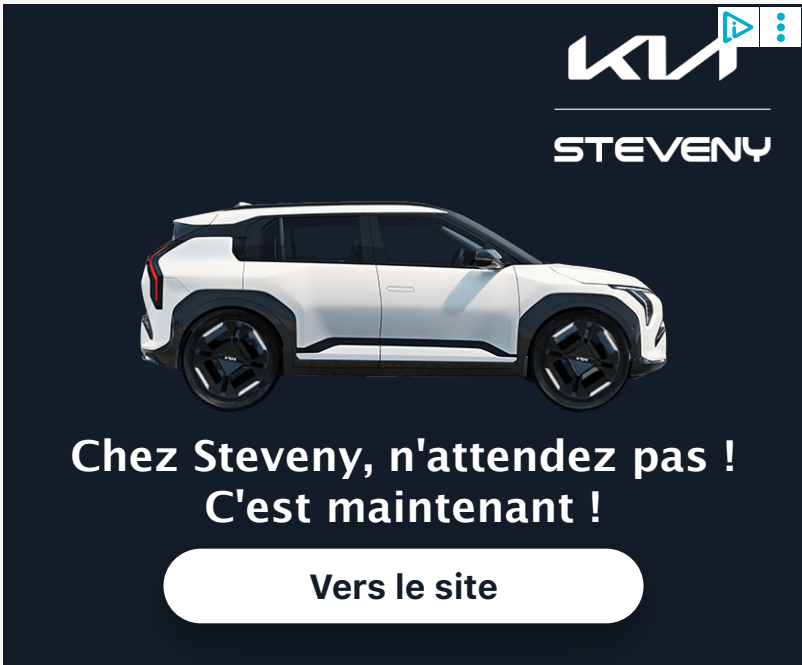 KIA
STEVENY
Chez Steveny, n'attendez pas !
C'est maintenant !
Vers le site